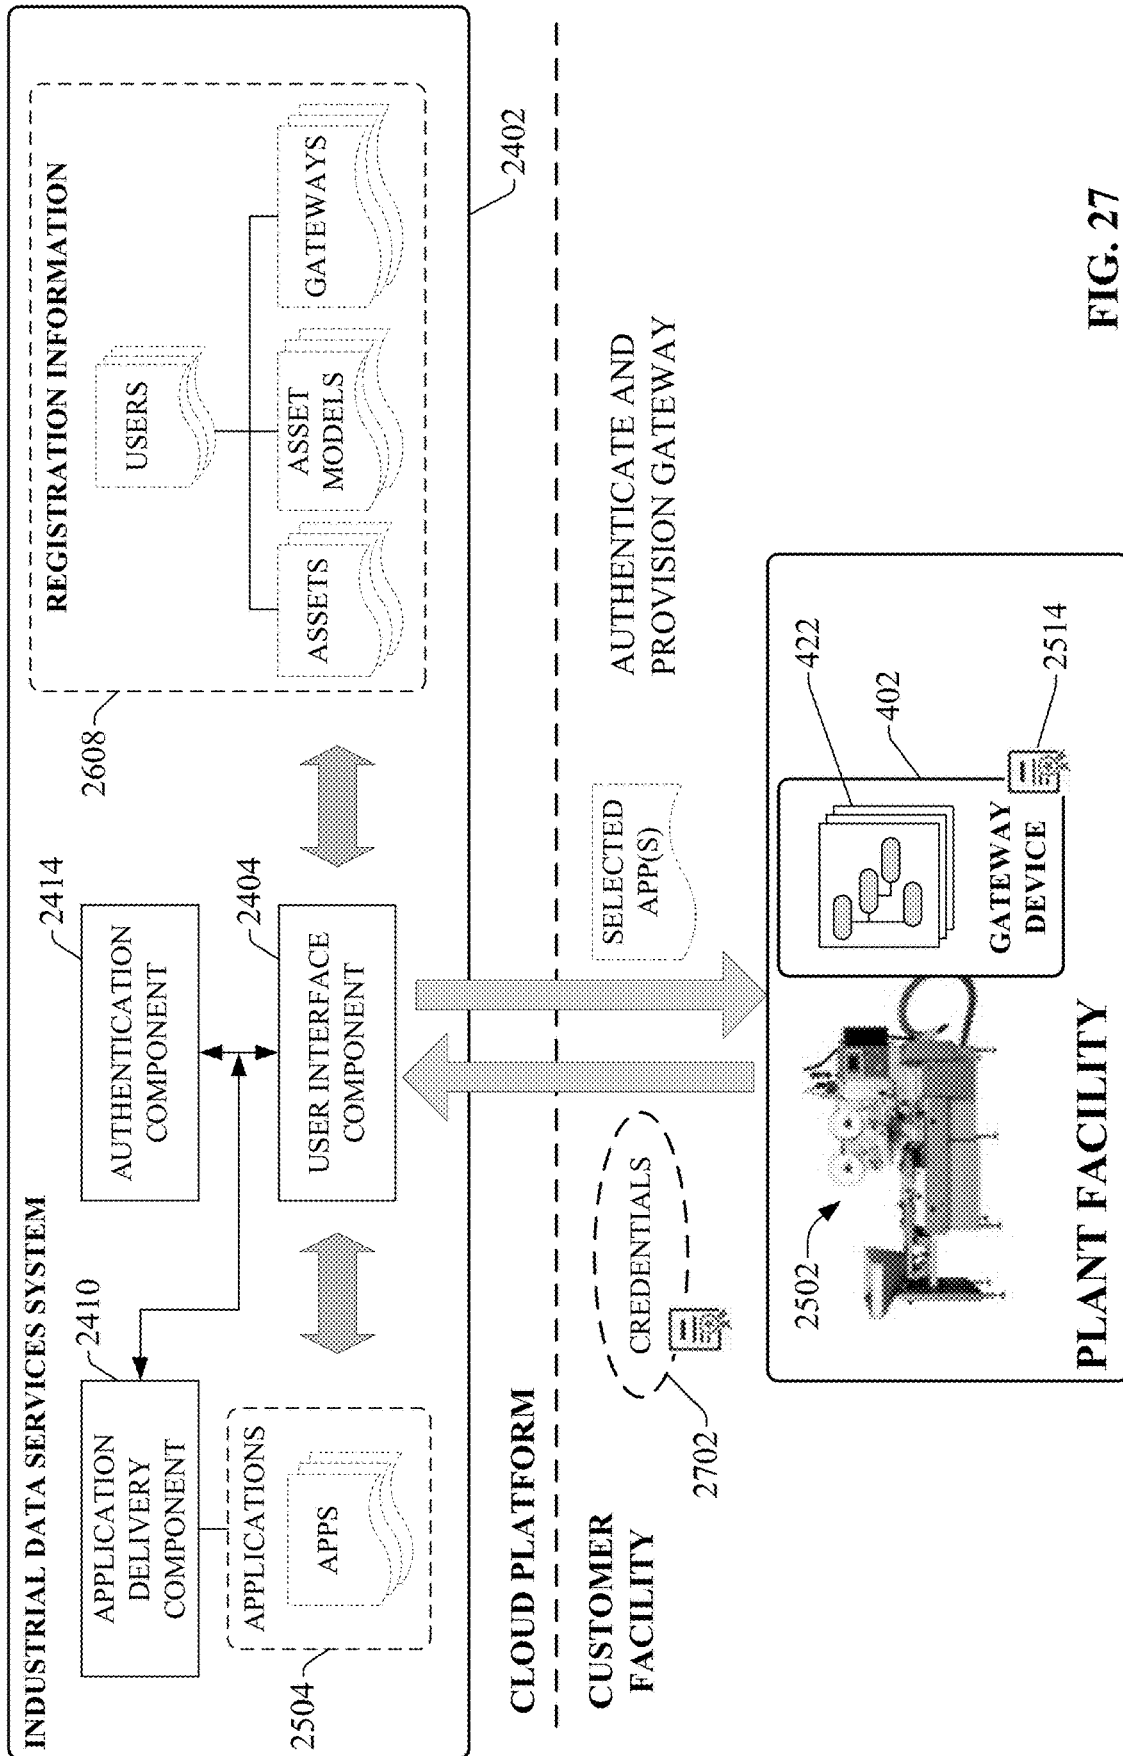 INDUSTRIAL DATA SERVICES SYSTEM
2410
APPLICATION
DELIVERY
COMPONENT
2414
AUTHENTICATION
COMPONENT
2608
REGISTRATION INFORMATION
USERS
ASSETS
ASSET
MODELS
GATEWAYS
2504
APPLICATIONS
APPS
2404
USER INTERFACE
COMPONENT
2402
CLOUD PLATFORM
CUSTOMER
FACILITY
2702
CREDENTIALS
SELECTED
APP(S)
AUTHENTICATE AND
PROVISION GATEWAY
2502
422
402
2514
GATEWAY
DEVICE
PLANT FACILITY
FIG. 27